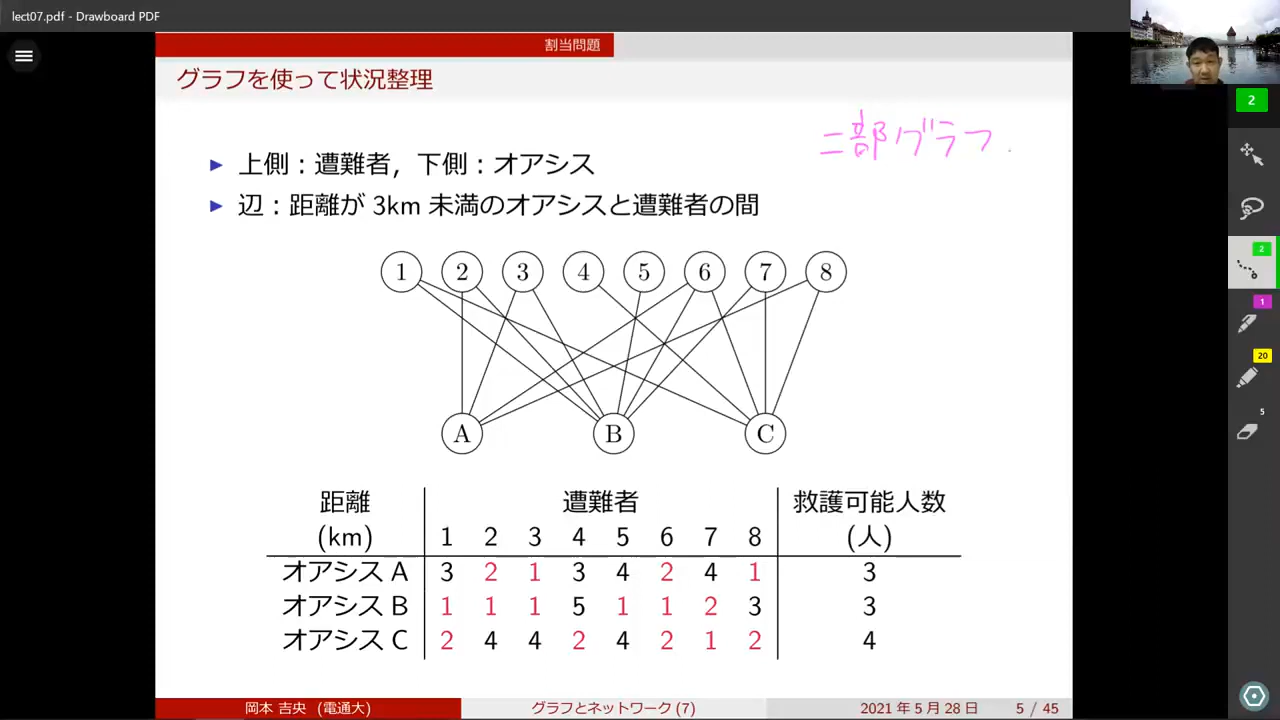 lect07.pdf - Drawboard PDF
割当問題
グラフを使って状況整理
二部グラフ.
▶ 上側：遭難者，下側：オアシス
▶ 辺：距離が 3km 未満のオアシスと遭難者の間
1 2 3 4 5 6 7 8
A B C
距離 遭難者 救護可能人数
(km) 1 2 3 4 5 6 7 8 (人)
オアシス A 3 2 1 3 4 2 4 1 3
オアシス B 1 1 1 5 1 1 2 3 3
オアシス C 2 4 4 2 4 2 1 2 4
岡本 吉央 (電通大) グラフとネットワーク (7) 2021 年 5 月 28 日 5 / 45
2
2
1
20
5